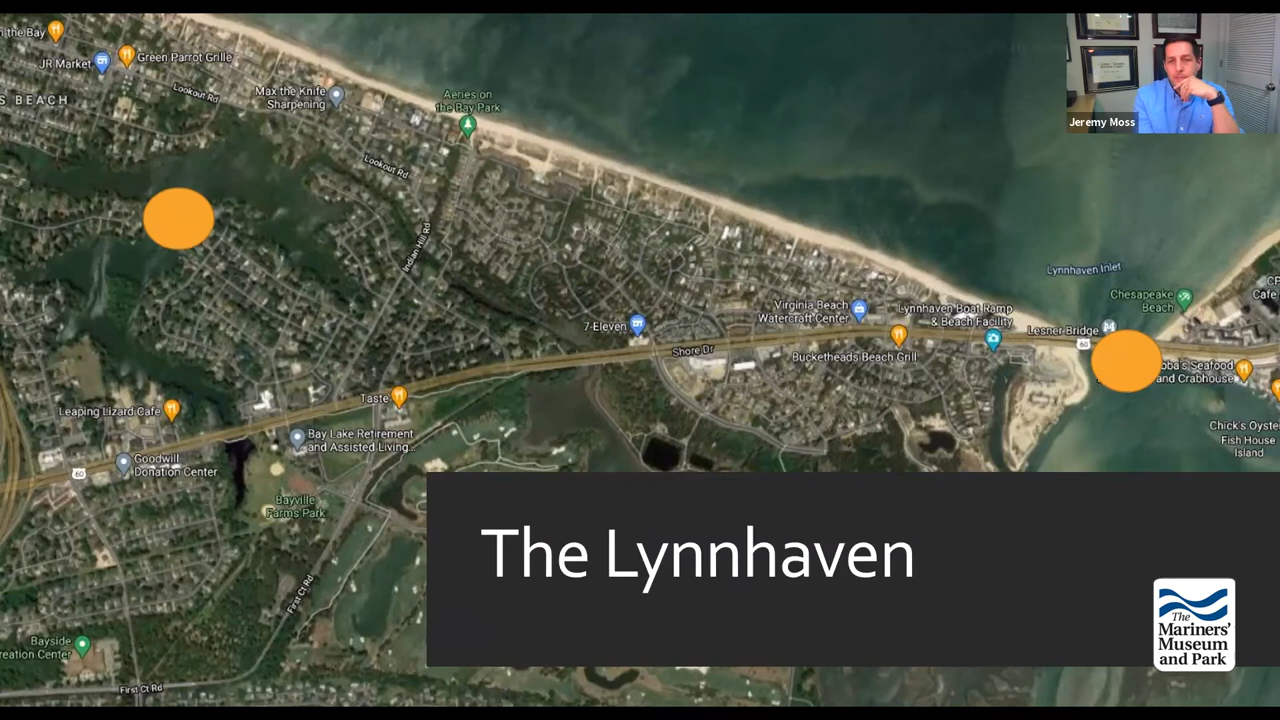 the Bay
JR Market
Green Parrot Grille
Lookout Rd
S BEACH
Max the Knife
Sharpening
Aeries on
the Bay Park
Jeremy Moss
Lookout Rd
Indian Hill Rd
Lynnhaven Inlet
Chesapeake
Beach
Virginia Beach
Watercraft Center
Lynnhaven Boat Ramp
& Beach Facility
7-Eleven
Lesner Bridge
60
Shore Dr
Bucketheads Beach Grill
Seafood
and Crabhouse
Taste
Leaping Lizard Cafe
Bay Lake Retirement
and Assisted Living...
Goodwill
Donation Center
60
Chick's Oyste
Fish House
Island
Bayville
Farms Park
First Ct Rd
The Lynnhaven
The
Mariners'
Museum
and Park
Bayside
reation Center
First Ct Rd